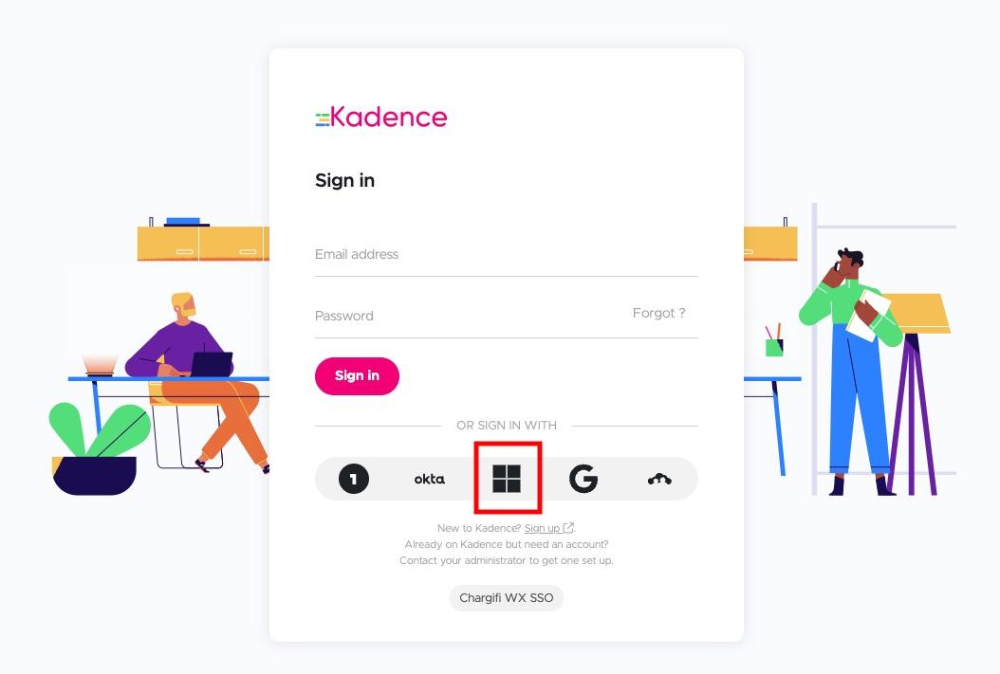 Kadence
Sign in
Email address
Password
Forgot ?
Sign in
OR SIGN IN WITH
1
okta
G
New to Kadence? Sign up.
Already on Kadence but need an account?
Contact your administrator to get one set up.
Chargifi WX SSO